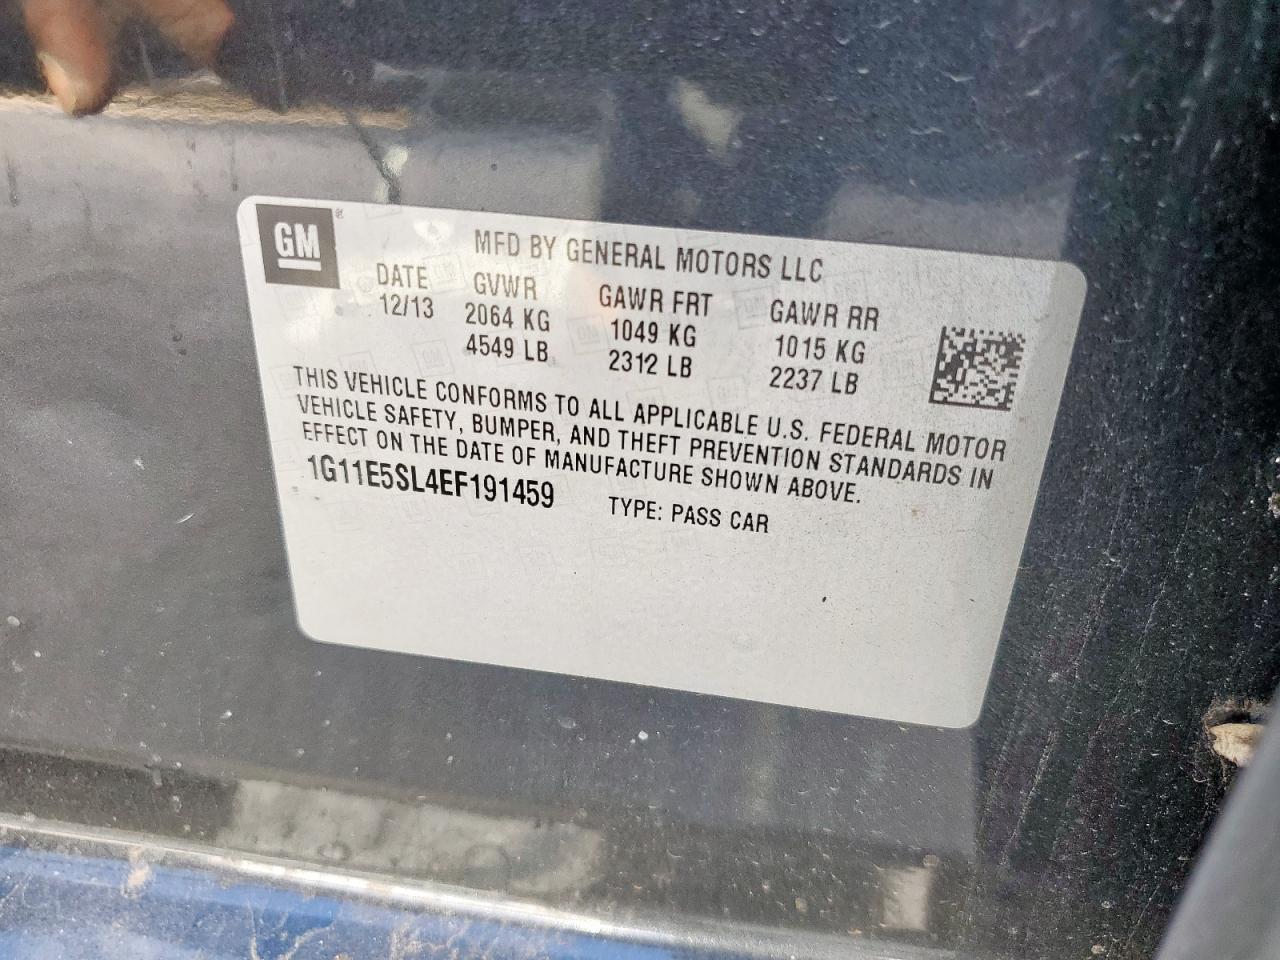 GM ®
MFD BY GENERAL MOTORS LLC
DATE GVWR GAWR FRT GAWR RR
12/13 2064 KG 1049 KG 1015 KG
4549 LB 2312 LB 2237 LB
THIS VEHICLE CONFORMS TO ALL APPLICABLE U.S. FEDERAL MOTOR
VEHICLE SAFETY, BUMPER, AND THEFT PREVENTION STANDARDS IN
EFFECT ON THE DATE OF MANUFACTURE SHOWN ABOVE.
1G11E5SL4EF191459 TYPE: PASS CAR